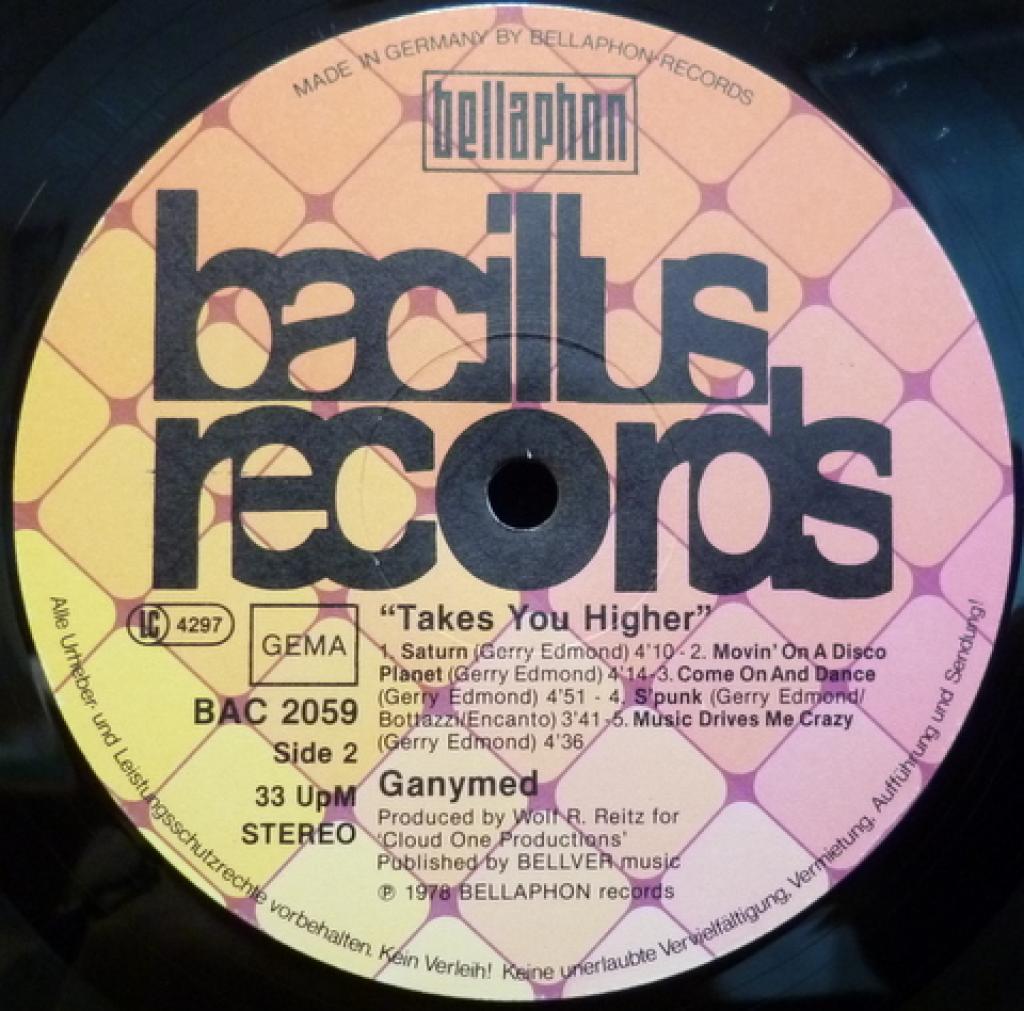 MADE IN GERMANY BY BELLAPHON-RECORDS
bellaphon
bacillus
records
LC 4297
GEMA
BAC 2059
Side 2
33 UpM
STEREO
“Takes You Higher”
1. Saturn (Gerry Edmond) 4'10 - 2. Movin' On A Disco
Planet (Gerry Edmond) 4'14-3. Come On And Dance
(Gerry Edmond) 4'51 - 4. S'punk (Gerry Edmond/
Bottazzi/Encanto) 3'41 -5. Music Drives Me Crazy
(Gerry Edmond) 4'36
Ganymed
Produced by Wolf R. Reitz for
'Cloud One Productions'
Published by BELLVER music
℗ 1978 BELLAPHON records
Alle Urheber- und Leistungsschutzrechte vorbehalten. Kein Verleih! Keine unerlaubte Vervielfältigung, Vermietung, Aufführung und Sendung!